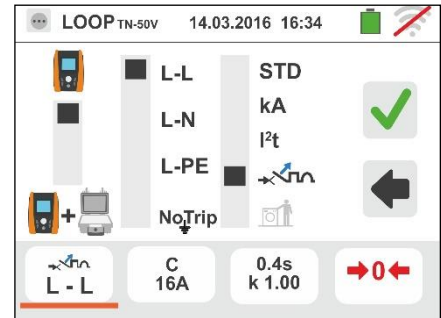 LOOP TN-50V 14.03.2016 16:34
L-L STD
L-N kA
I²t
L-PE
NoTrip
L - L
C
16A
0.4s
k 1.00
→0←